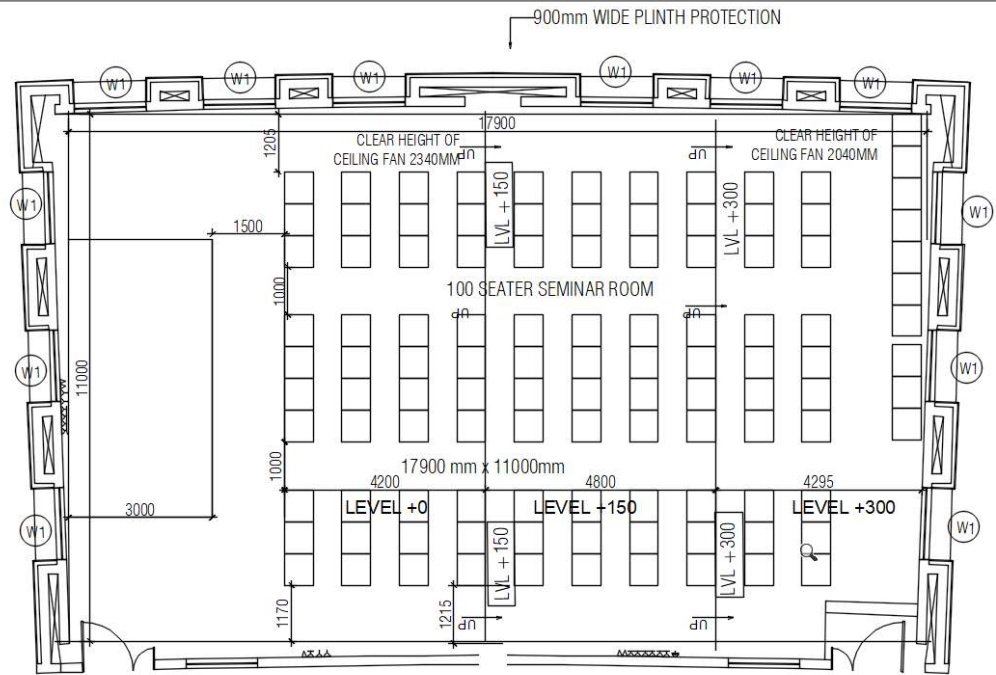 900mm WIDE PLINTH PROTECTION
W1
W1
W1
W1
W1
W1
17900
1205
CLEAR HEIGHT OF
CEILING FAN 2340MM
UP
UP
CLEAR HEIGHT OF
CEILING FAN 2040MM
LVL +150
LVL +300
W1
W1
1500
1000
100 SEATER SEMINAR ROOM
UP
UP
11000
W1
W1
1000
17900 mm x 11000mm
4200
4800
4295
3000
LEVEL +0
LEVEL +150
LEVEL +300
W1
W1
LVL +150
LVL +300
1170
1215
UP
UP